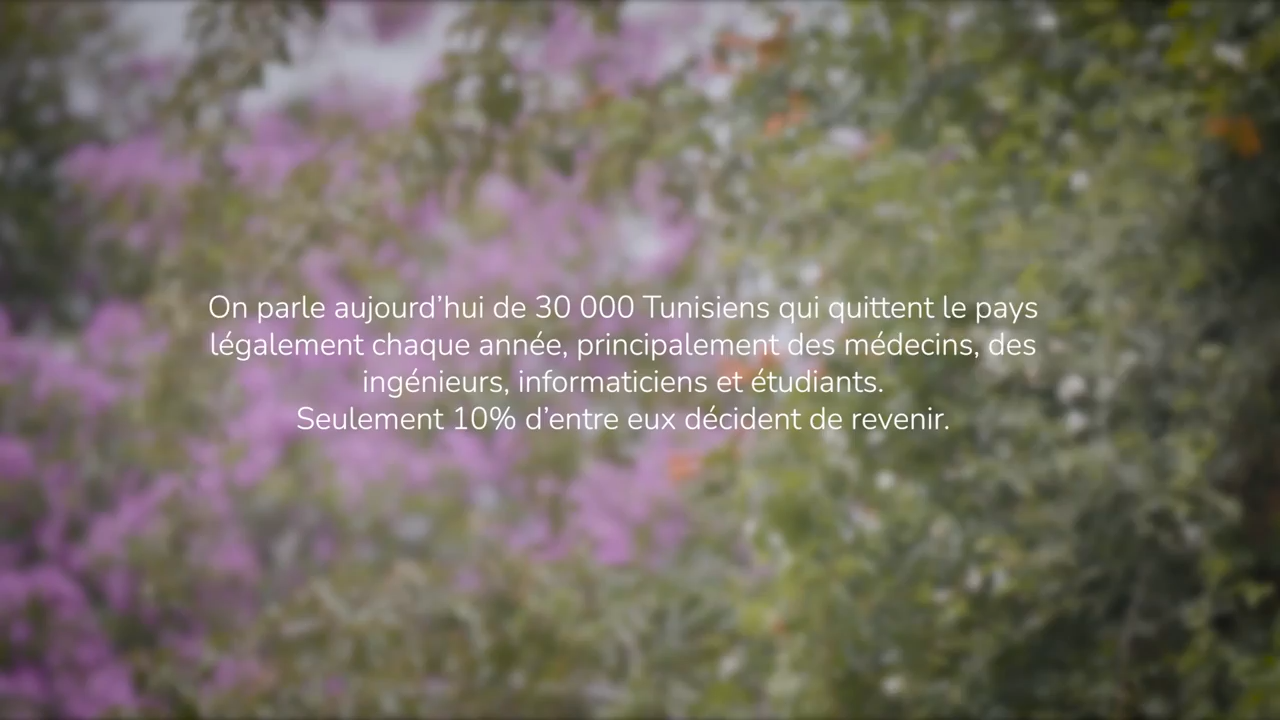 On parle aujourd’hui de 30 000 Tunisiens qui quittent le pays
légalement chaque année, principalement des médecins, des
ingénieurs, informaticiens et étudiants.
Seulement 10% d’entre eux décident de revenir.